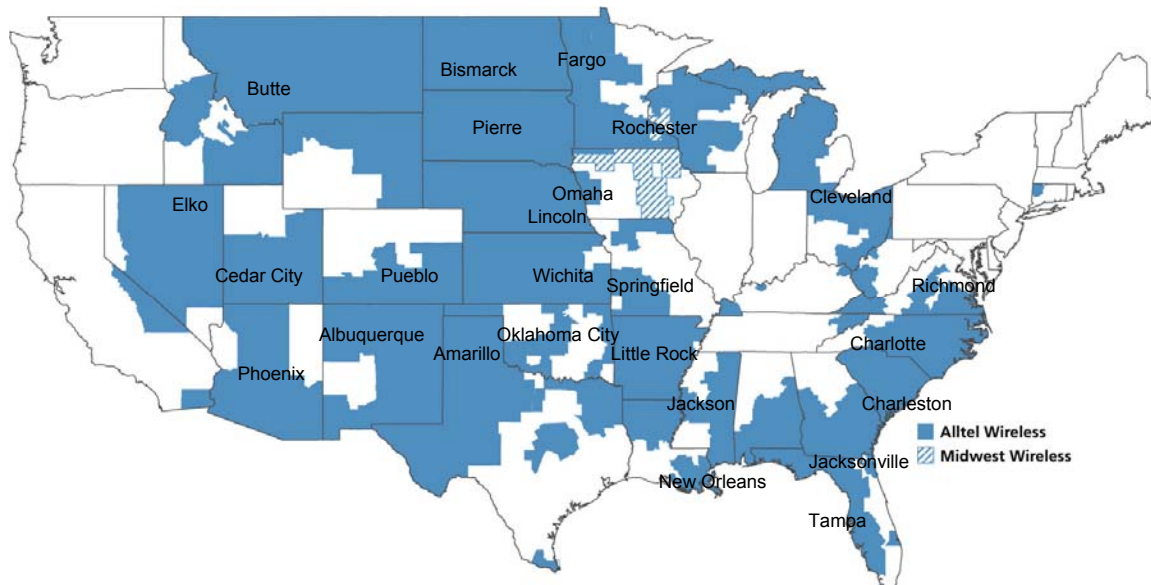 Fargo
Bismarck
Butte
Pierre
Rochester
Omaha
Cleveland
Elko
Lincoln
Cedar City
Pueblo
Wichita
Springfield
Richmond
Albuquerque
Oklahoma City
Amarillo
Little Rock
Charlotte
Phoenix
Jackson
Charleston
Alltel Wireless
Midwest Wireless
Jacksonville
New Orleans
Tampa